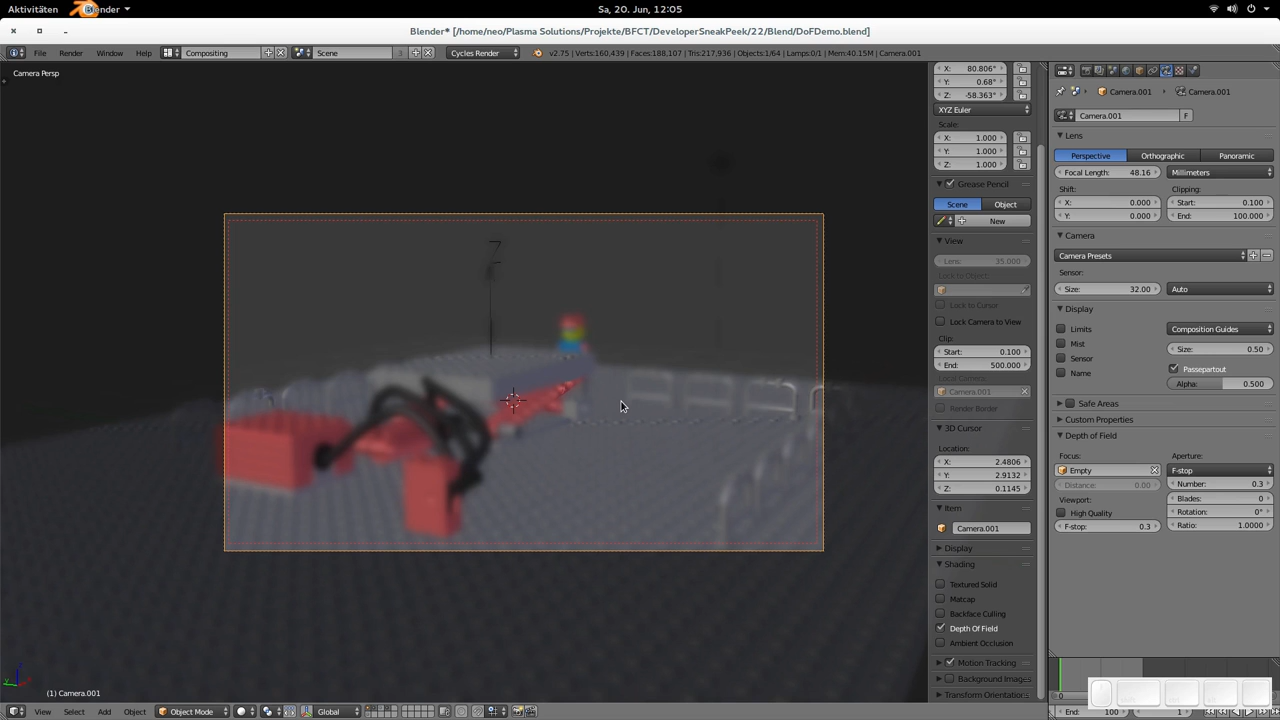 Aktivitäten Blender Sa, 20. Jun, 12:05
Blender* [/home/neo/Plasma Solutions/Projekte/BFCT/DeveloperSneakPeek/22/Blend/DoFDemo.blend]
File Render Window Help Compositing Scene 3 Cycles Render v2.75 | Verts:160,439 | Faces:188,107 | Tris:217,936 | Objects:1/64 | Lamps:0/1 | Mem:40.15M | Camera.001
Camera Persp
X: 80.806°
Y: 0.68°
Z: -58.363°
XYZ Euler
Scale:
X: 1.000
Y: 1.000
Z: 1.000
Grease Pencil
Scene Object
New
View
Lens: 35.000
Lock to Object:
Lock to Cursor
Lock Camera to View
Clip:
Start: 0.100
End: 500.000
Local Camera:
Camera.001
Render Border
3D Cursor
Location:
X: 2.4806
Y: 2.9132
Z: 0.1145
Item
Camera.001
Display
Shading
Textured Solid
Matcap
Backface Culling
Depth Of Field
Ambient Occlusion
Motion Tracking
Background Images
Transform Orientations
Camera.001 Camera.001
Camera.001 F
Lens
Perspective Orthographic Panoramic
Focal Length: 48.16 Millimeters
Shift: Clipping:
X: 0.000 Start: 0.100
Y: 0.000 End: 100.000
Camera
Camera Presets
Sensor:
Size: 32.00 Auto
Display
Limits Composition Guides
Mist Size: 0.50
Sensor Passepartout
Name Alpha: 0.500
Safe Areas
Custom Properties
Depth of Field
Focus: Aperture:
Empty F-stop
Distance: 0.00 Number: 0.3
Viewport: Blades: 0
High Quality Rotation: 0°
F-stop: 0.3 Ratio: 1.0000
(1) Camera.001
View Select Add Object Object Mode Global
0
End: 100 1